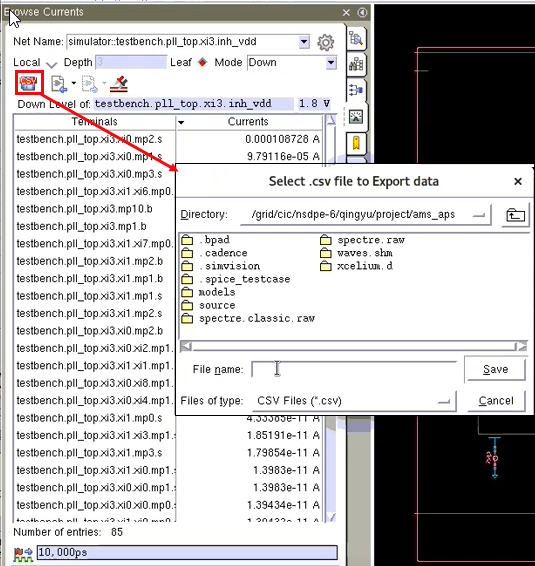 Browse Currents
Net Name: simulator::testbench.pll_top.xi3.inh_vdd
Local Depth 3 Leaf Mode Down
Down Level of: testbench.pll_top.xi3.inh_vdd 1.8 V
Terminals Currents
testbench.pll_top.xi3.xi0.mp2.s 0.000108728 A
testbench.pll_top.xi3.xi0.mp1.s 9.79116e-05 A
testbench.pll_top.xi3.xi0.mp3.s
testbench.pll_top.xi3.xi1.xi6.mp0.
testbench.pll_top.xi3.mp10.b
testbench.pll_top.xi3.mp1.b
testbench.pll_top.xi3.xi1.xi7.mp0.
testbench.pll_top.xi3.xi1.mp2.b
testbench.pll_top.xi3.xi1.mp1.b
testbench.pll_top.xi3.xi1.mp1.s
testbench.pll_top.xi3.xi1.mp2.s
testbench.pll_top.xi3.xi0.mp2.b
testbench.pll_top.xi3.xi0.xi2.mp1.
testbench.pll_top.xi3.xi1.xi1.mp1.
testbench.pll_top.xi3.xi0.xi8.mp1.
testbench.pll_top.xi3.xi0.xi4.mp1.
testbench.pll_top.xi3.xi1.mp0.s 4.33385e-11 A
testbench.pll_top.xi3.xi1.xi3.mp1.s 1.85191e-11 A
testbench.pll_top.xi3.xi1.mp3.s 1.79854e-11 A
testbench.pll_top.xi3.xi1.xi0.mp1.s 1.3983e-11 A
testbench.pll_top.xi3.xi0.xi0.mp1.s 1.3983e-11 A
testbench.pll_top.xi3.xi0.xi0.mp0.s 1.39434e-11 A
testbench.pll_top.xi3.xi1.xi0.mp0.s 1.39433e-11 A
Number of entries: 85
10,000ps
Select .csv file to Export data
Directory: /grid/cic/nsdpe-6/qingyu/project/ams_aps
.bpad spectre.raw
.cadence waves.shm
.simvision xcelium.d
.spice_testcase
models
source
spectre.classic.raw
File name: Save
Files of type: CSV Files (*.csv) Cancel